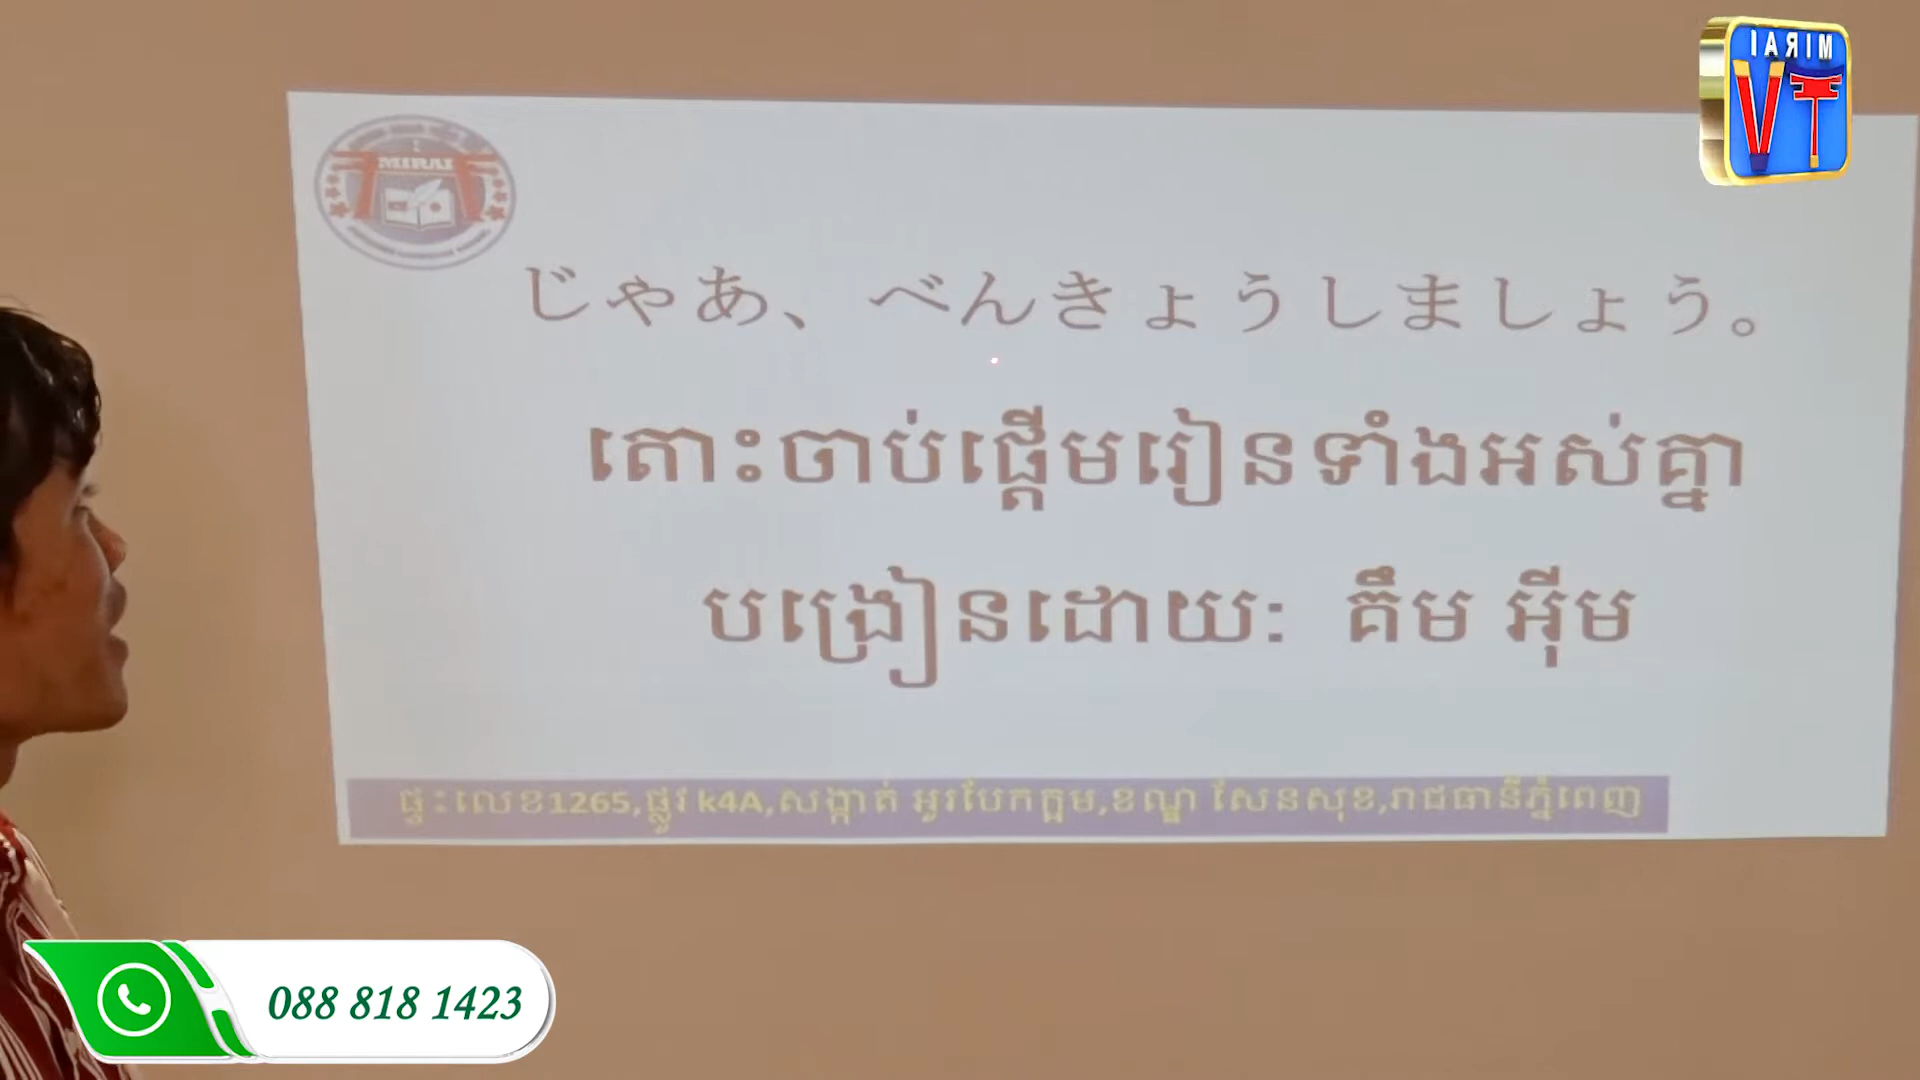 MIRAI
VT
MIRAI
じゃあ、べんきょうしましょう。
តោះចាប់ផ្ដើមរៀនទាំងអស់គ្នា
បង្រៀនដោយ: គឹម អ៊ីម
ផ្ទះលេខ1265,ផ្លូវ k4A,សង្កាត់ អូរបែកក្អម,ខណ្ឌ សែនសុខ,រាជធានីភ្នំពេញ
088 818 1423